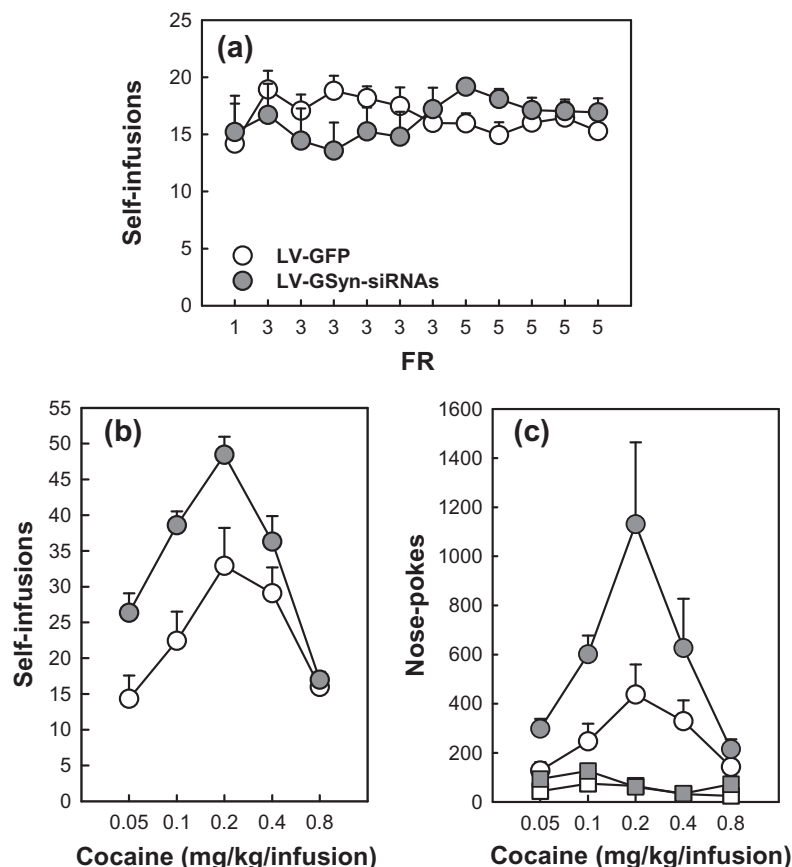 (a)
Self-infusions
25
20
15
10
5
0
LV-GFP
LV-GSyn-siRNAs
1 3 3 3 3 3 3 5 5 5 5 5
FR
(b)
Self-infusions
55
50
45
40
35
30
25
20
15
10
5
0
0.05 0.1 0.2 0.4 0.8
Cocaine (mg/kg/infusion)
(c)
Nose-pokes
1600
1400
1200
1000
800
600
400
200
0
0.05 0.1 0.2 0.4 0.8
Cocaine (mg/kg/infusion)